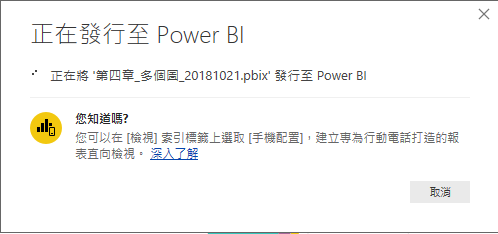 正在發行至 Power BI
正在將 '第四章_多個圖_20181021.pbix' 發行至 Power BI
您知道嗎?
您可以在 [檢視] 索引標籤上選取 [手機配置]，建立專為行動電話打造的報
表直向檢視。 深入了解
取消